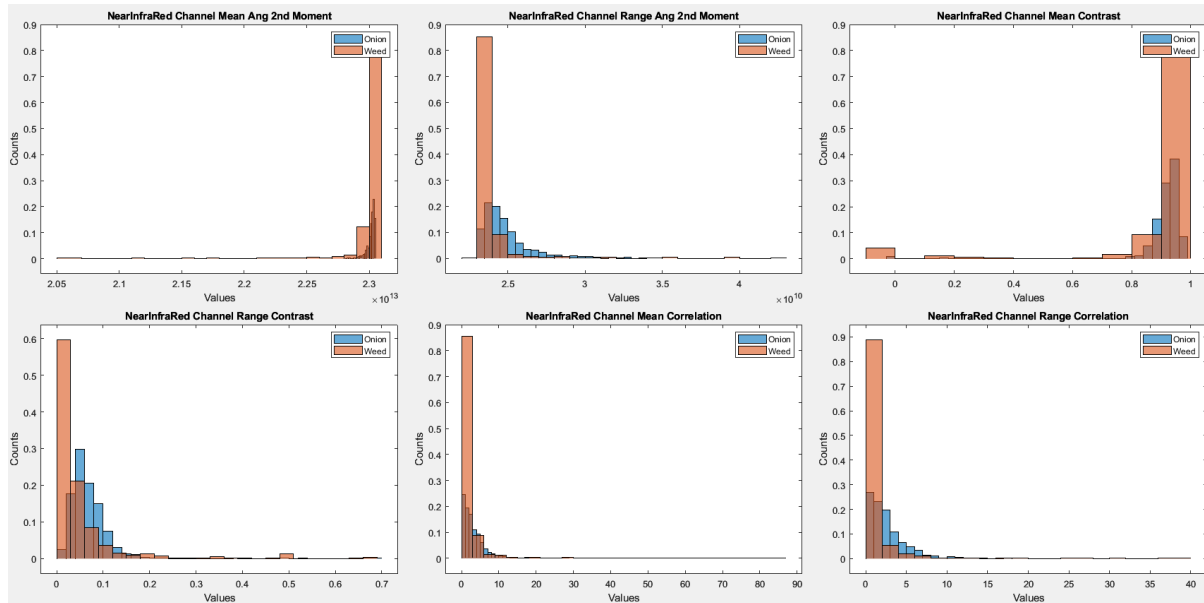 NearInfraRed Channel Mean Ang 2nd Moment
0.9
0.8
0.7
0.6
0.5
0.4
0.3
0.2
0.1
0
Counts
Onion
Weed
2.05 2.1 2.15 2.2 2.25 2.3
Values
×10^13
NearInfraRed Channel Range Ang 2nd Moment
0.9
0.8
0.7
0.6
0.5
0.4
0.3
0.2
0.1
0
Counts
Onion
Weed
2.5 3 3.5 4
Values
×10^10
NearInfraRed Channel Mean Contrast
0.9
0.8
0.7
0.6
0.5
0.4
0.3
0.2
0.1
0
Counts
Onion
Weed
0 0.2 0.4 0.6 0.8 1
Values
NearInfraRed Channel Range Contrast
0.6
0.5
0.4
0.3
0.2
0.1
0
Counts
Onion
Weed
0 0.1 0.2 0.3 0.4 0.5 0.6 0.7
Values
NearInfraRed Channel Mean Correlation
0.9
0.8
0.7
0.6
0.5
0.4
0.3
0.2
0.1
0
Counts
Onion
Weed
0 10 20 30 40 50 60 70 80 90
Values
NearInfraRed Channel Range Correlation
0.9
0.8
0.7
0.6
0.5
0.4
0.3
0.2
0.1
0
Counts
Onion
Weed
0 5 10 15 20 25 30 35 40
Values